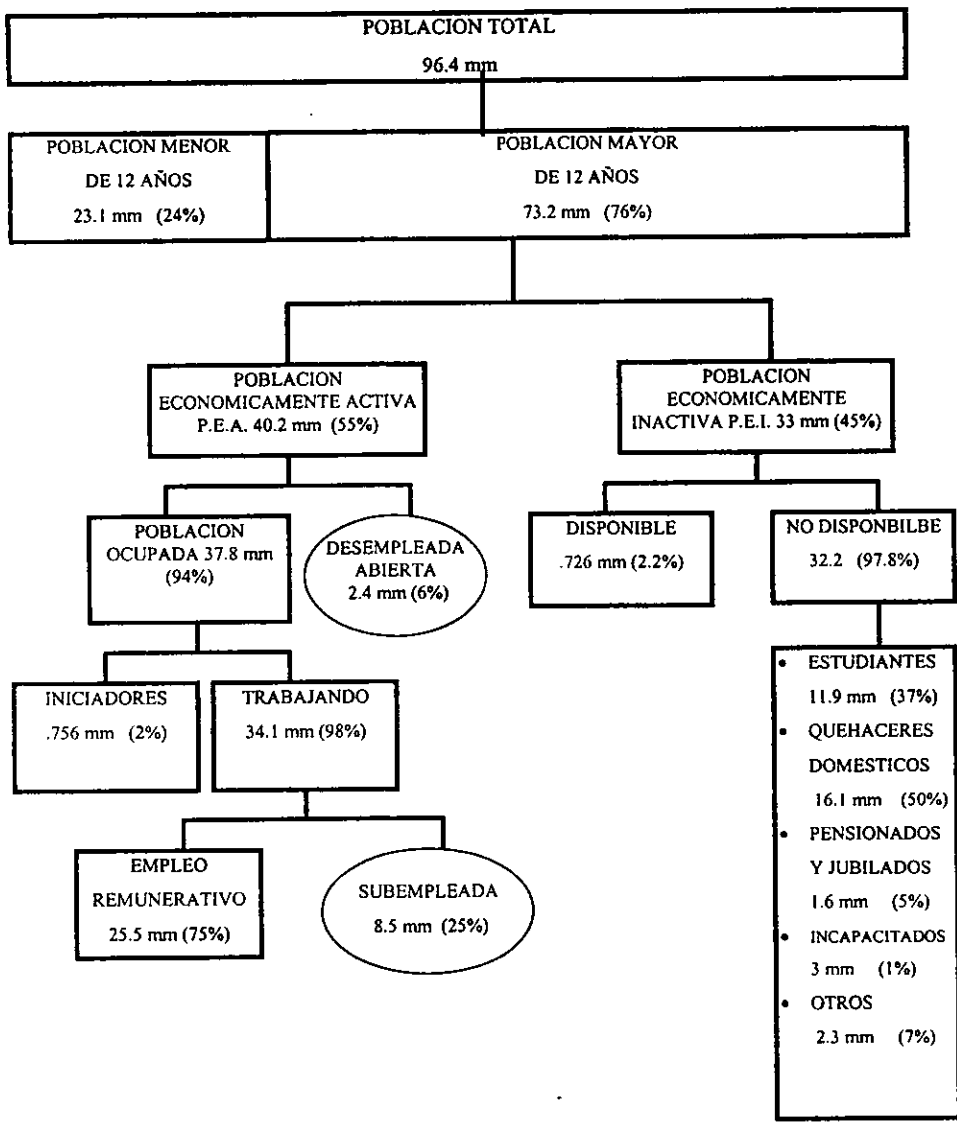 POBLACION TOTAL
96.4 mm
POBLACION MENOR
DE 12 AÑOS
23.1 mm (24%)
POBLACION MAYOR
DE 12 AÑOS
73.2 mm (76%)
POBLACION
ECONOMICAMENTE ACTIVA
P.E.A. 40.2 mm (55%)
POBLACION
ECONOMICAMENTE
INACTIVA P.E.I. 33 mm (45%)
POBLACION
OCUPADA 37.8 mm
(94%)
DESEMPLEADA
ABIERTA
2.4 mm (6%)
DISPONIBLE
.726 mm (2.2%)
NO DISPONBILBE
32.2 (97.8%)
INICIADORES
.756 mm (2%)
TRABAJANDO
34.1 mm (98%)
EMPLEO
REMUNERATIVO
25.5 mm (75%)
SUBEMPLEADA
8.5 mm (25%)
• ESTUDIANTES
11.9 mm (37%)
• QUEHACERES
DOMESTICOS
16.1 mm (50%)
• PENSIONADOS
Y JUBILADOS
1.6 mm (5%)
• INCAPACITADOS
3 mm (1%)
• OTROS
2.3 mm (7%)